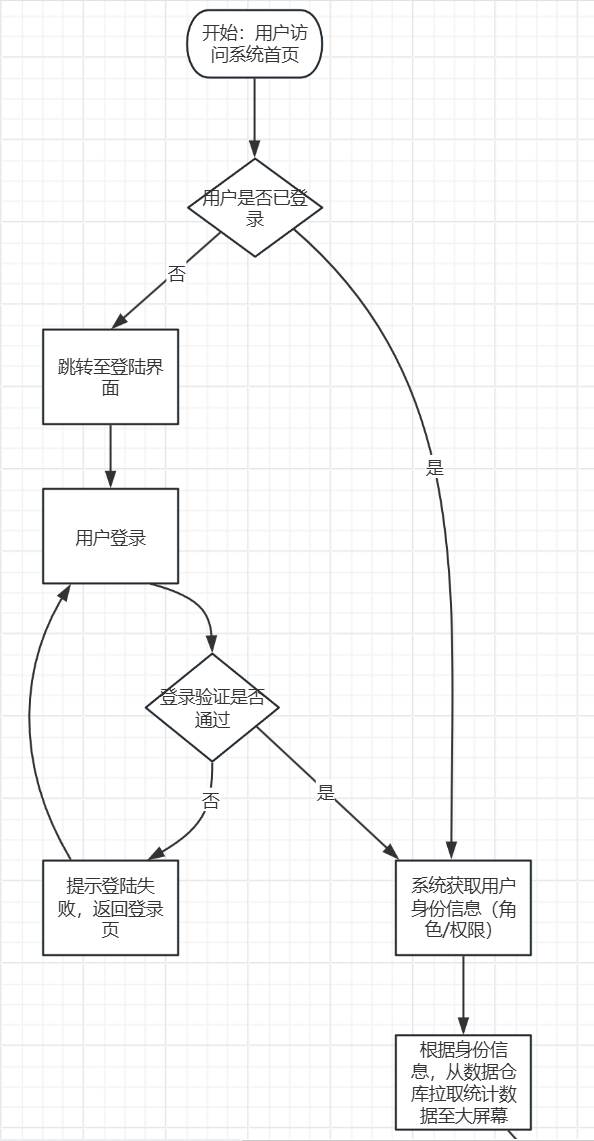 开始：用户访
问系统首页
用户是否已登
录
否
跳转至登陆界
面
是
用户登录
登录验证是否
通过
是
否
提示登陆失
败，返回登录
页
系统获取用户
身份信息（角
色/权限）
根据身份信
息，从数据仓
库拉取统计数
据至大屏幕